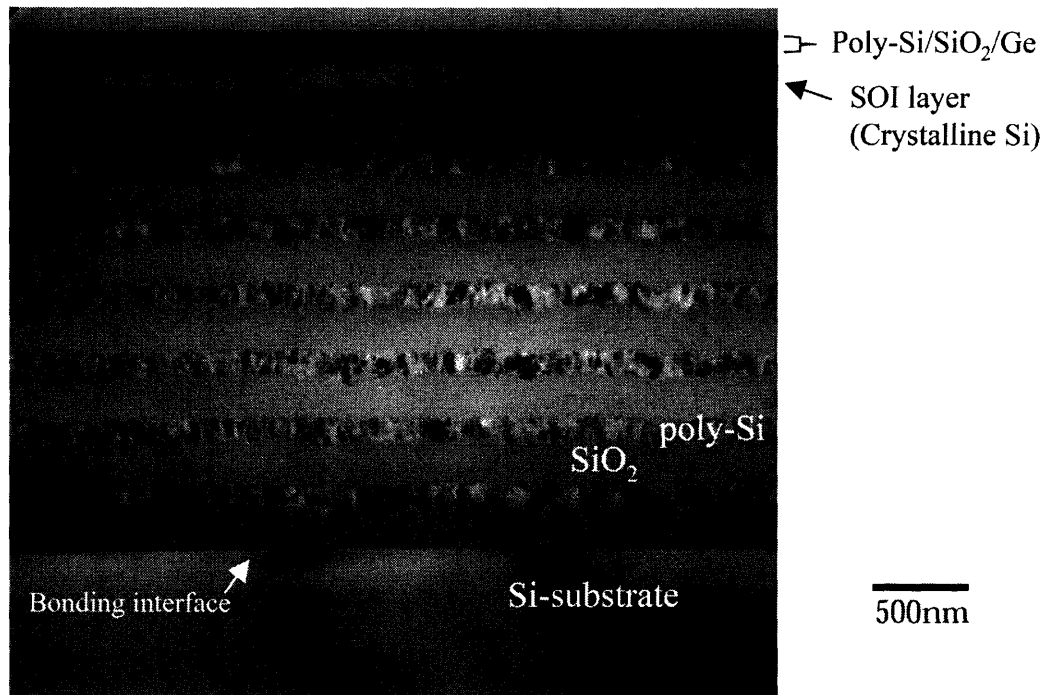 Poly-Si/SiO₂/Ge
SOI layer
(Crystalline Si)
poly-Si
SiO₂
Bonding interface
Si-substrate
500nm